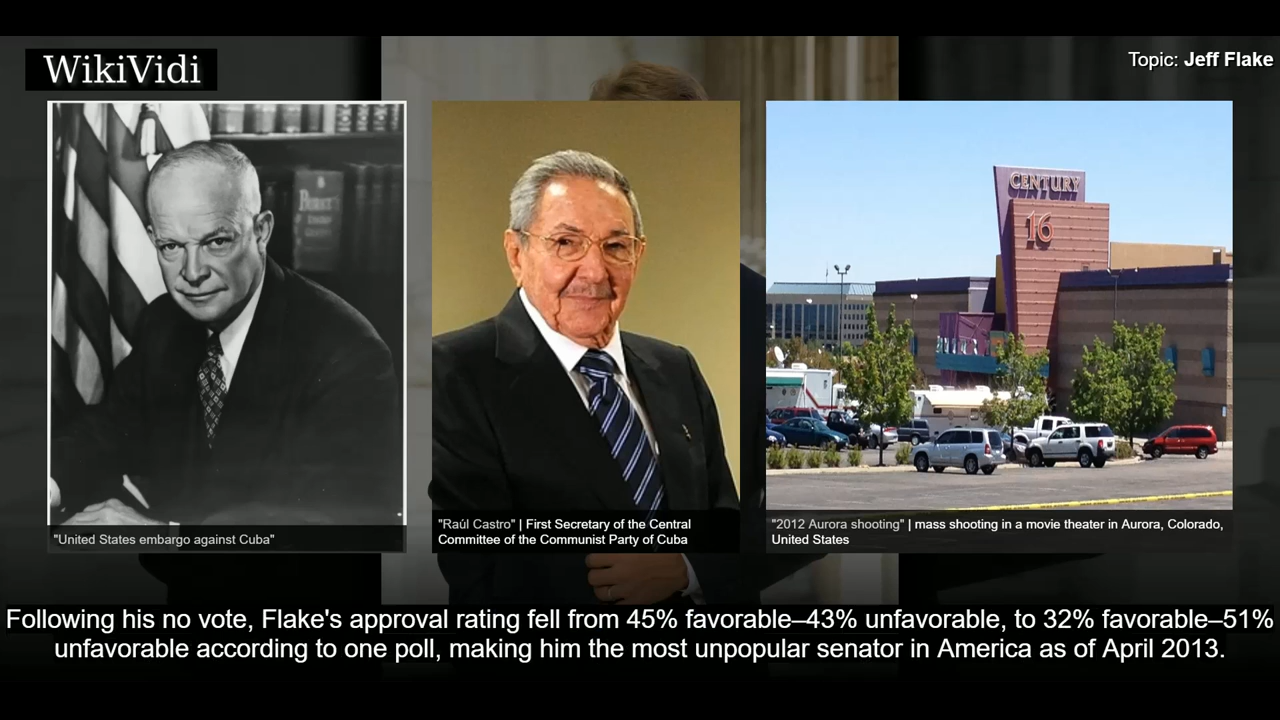 WikiVidi
Topic: Jeff Flake
CENTURY
16
"United States embargo against Cuba"
"Raúl Castro" | First Secretary of the Central
Committee of the Communist Party of Cuba
"2012 Aurora shooting" | mass shooting in a movie theater in Aurora, Colorado,
United States
Following his no vote, Flake's approval rating fell from 45% favorable–43% unfavorable, to 32% favorable–51%
unfavorable according to one poll, making him the most unpopular senator in America as of April 2013.